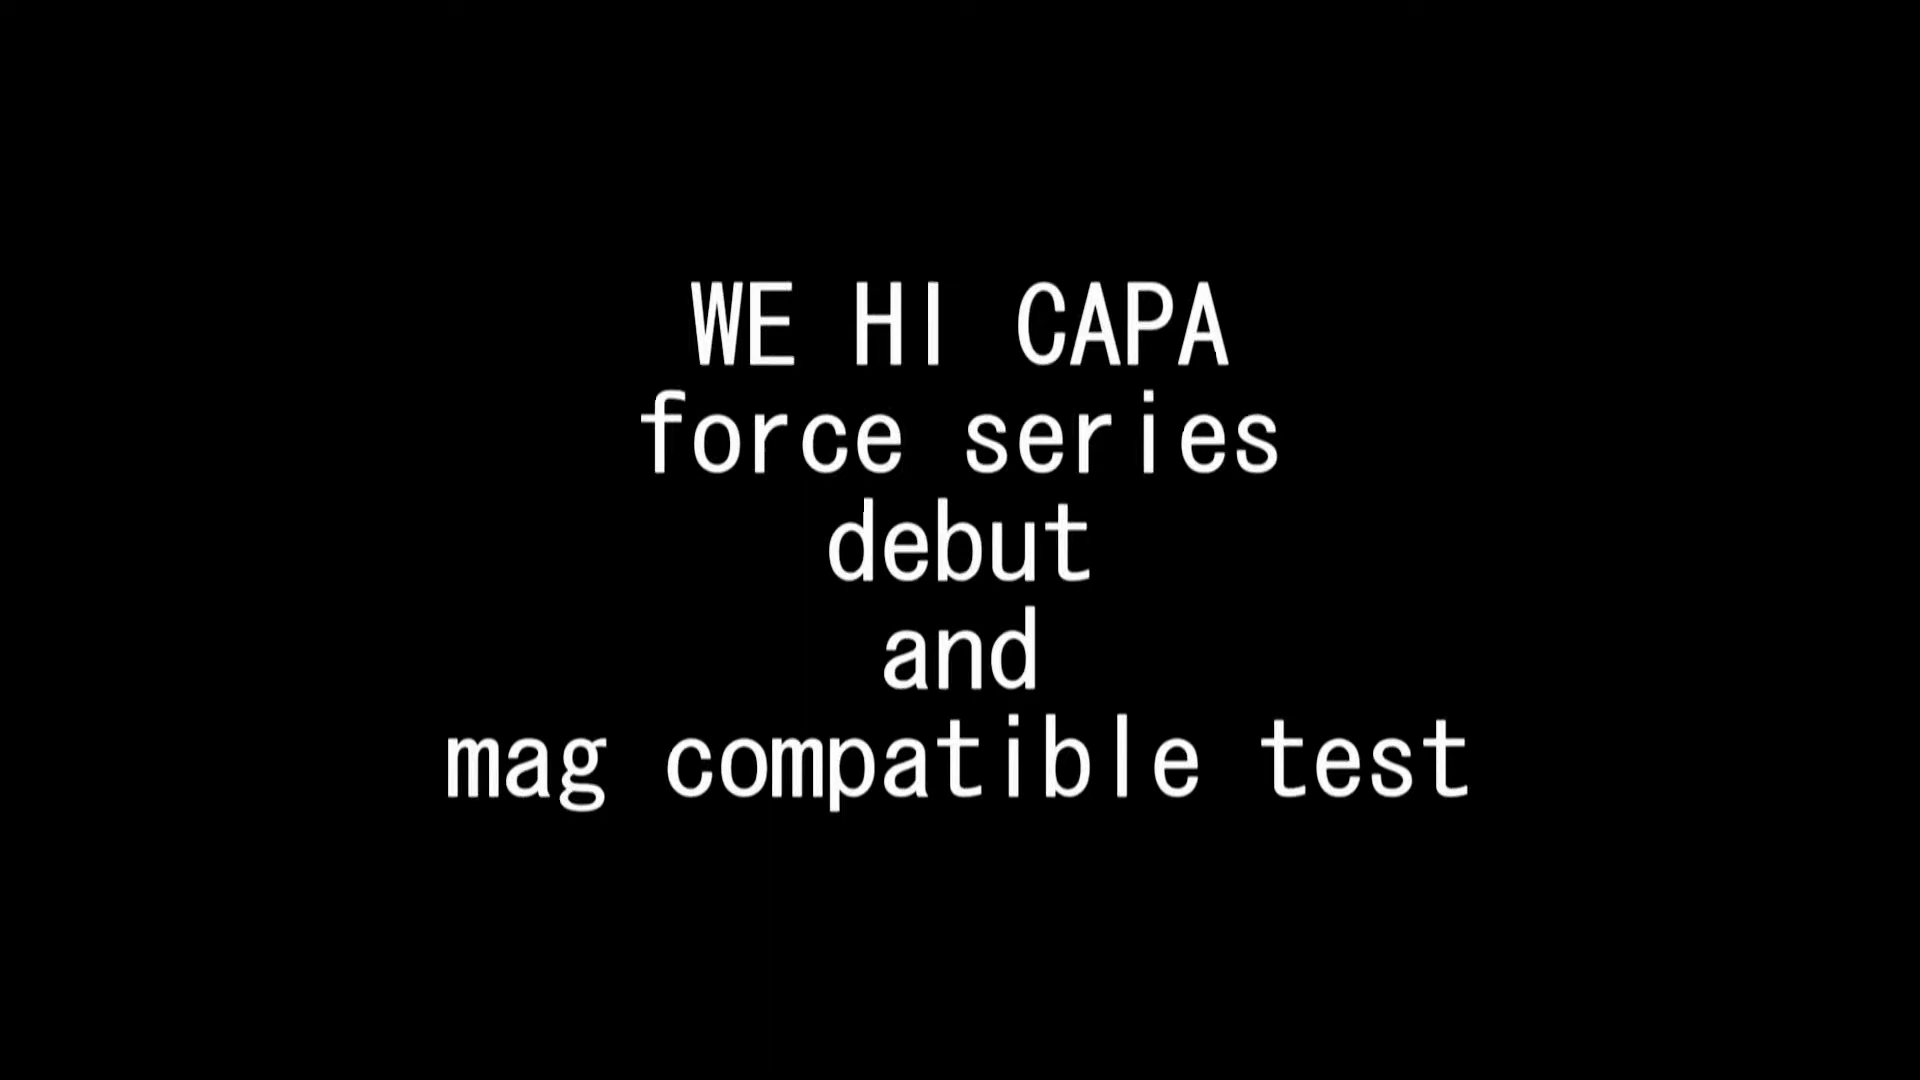 WE HI CAPA
force series
debut
and
mag compatible test